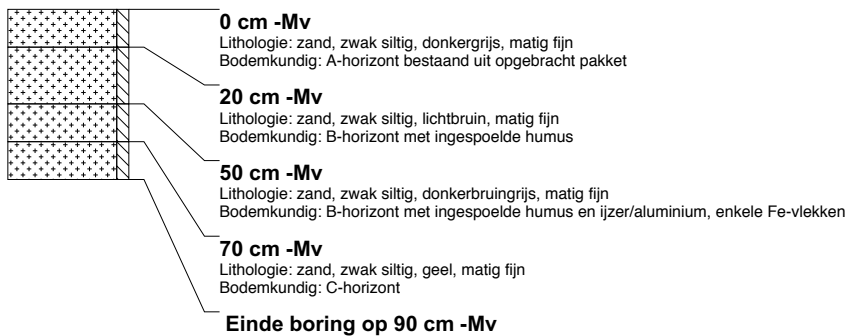 0 cm -Mv
Lithologie: zand, zwak siltig, donkergrijs, matig fijn
Bodemkundig: A-horizont bestaand uit opgebracht pakket
20 cm -Mv
Lithologie: zand, zwak siltig, lichtbruin, matig fijn
Bodemkundig: B-horizont met ingespoelde humus
50 cm -Mv
Lithologie: zand, zwak siltig, donkerbruingrijs, matig fijn
Bodemkundig: B-horizont met ingespoelde humus en ijzer/aluminium, enkele Fe-vlekken
70 cm -Mv
Lithologie: zand, zwak siltig, geel, matig fijn
Bodemkundig: C-horizont
Einde boring op 90 cm -Mv